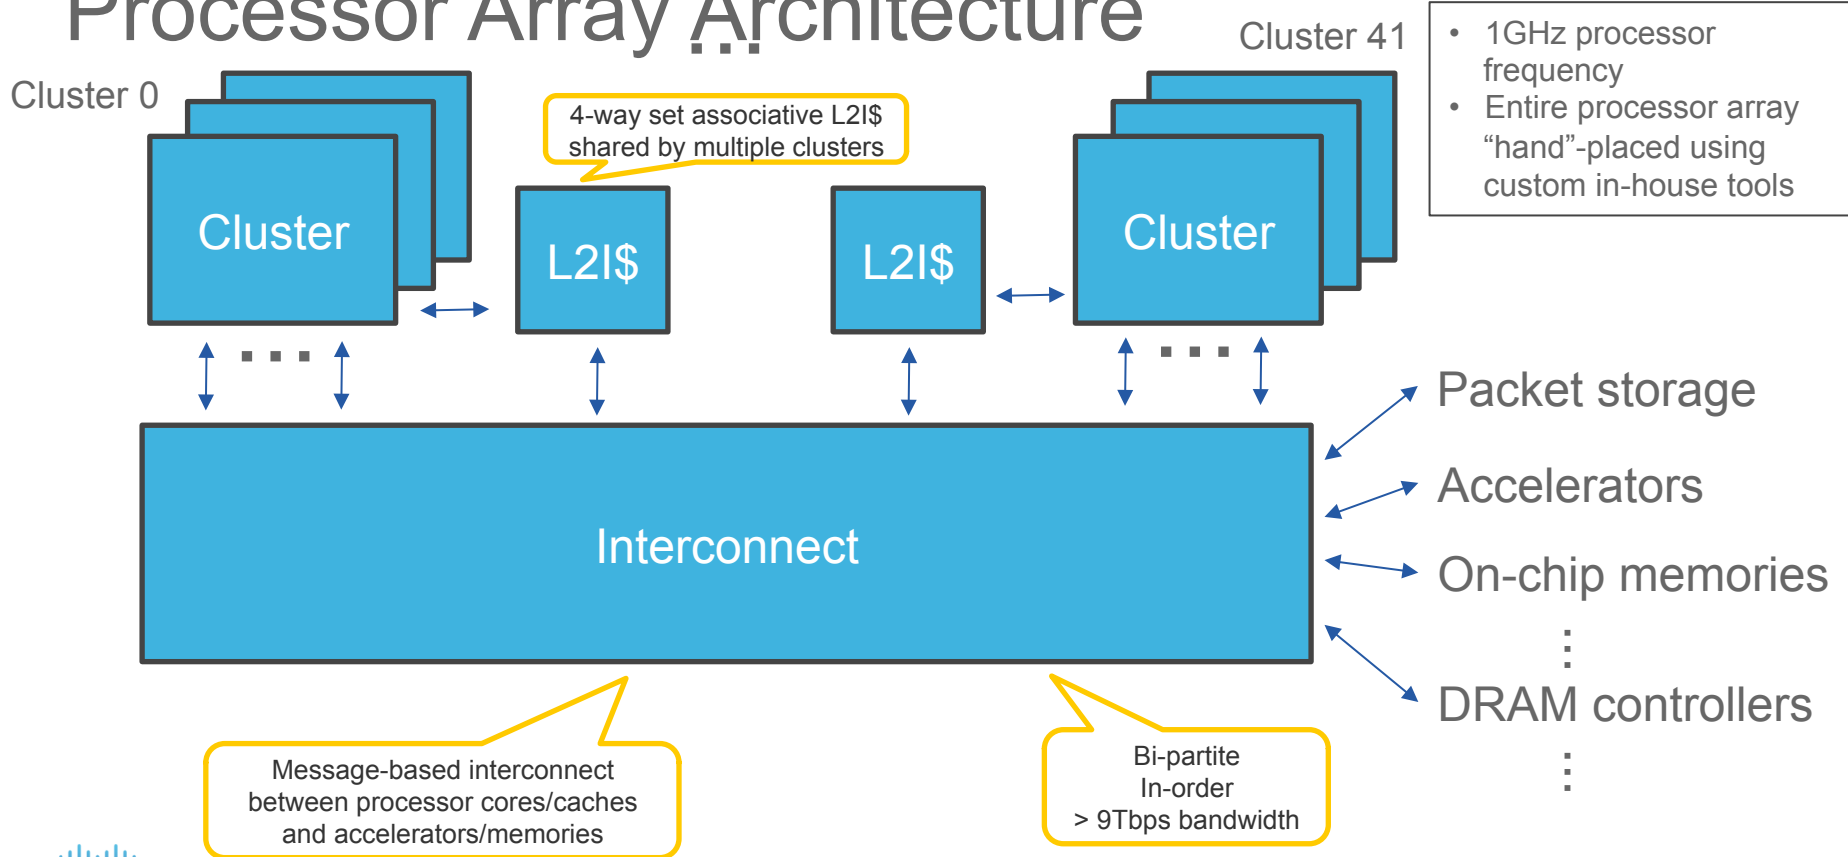 Processor Array Architecture
...
Cluster 41
• 1GHz processor
frequency
• Entire processor array
“hand”-placed using
custom in-house tools
Cluster 0
4-way set associative L2I$
shared by multiple clusters
Cluster
L2I$
L2I$
Cluster
...
...
Packet storage
Accelerators
Interconnect
On-chip memories
...
DRAM controllers
...
Message-based interconnect
between processor cores/caches
and accelerators/memories
Bi-partite
In-order
> 9Tbps bandwidth